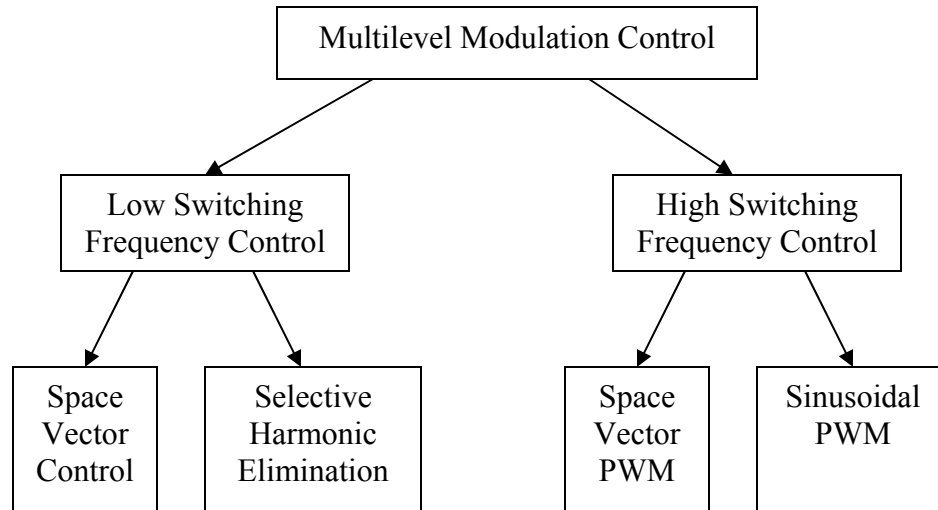 Multilevel Modulation Control
Low Switching
Frequency Control
High Switching
Frequency Control
Space
Vector
Control
Selective
Harmonic
Elimination
Space
Vector
PWM
Sinusoidal
PWM